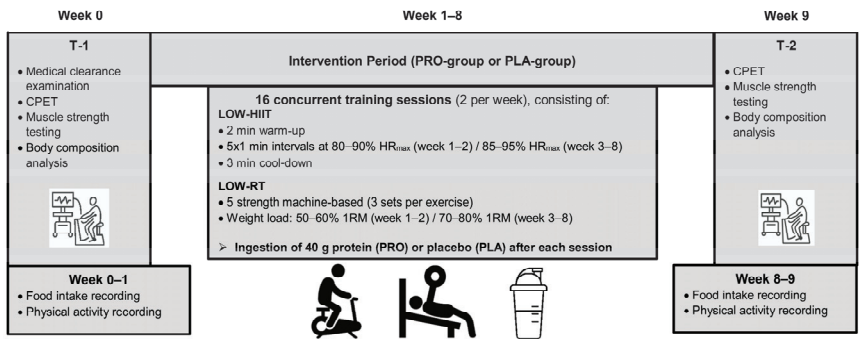 Week 0
Week 1–8
Week 9
T-1
• Medical clearance
examination
• CPET
• Muscle strength
testing
• Body composition
analysis
Week 0–1
• Food intake recording
• Physical activity recording
Intervention Period (PRO-group or PLA-group)
16 concurrent training sessions (2 per week), consisting of:
LOW-HIIT
• 2 min warm-up
• 5x1 min intervals at 80–90% HRmax (week 1–2) / 85–95% HRmax (week 3–8)
• 3 min cool-down
LOW-RT
• 5 strength machine-based (3 sets per exercise)
• Weight load: 50–60% 1RM (week 1–2) / 70–80% 1RM (week 3–8)
➢ Ingestion of 40 g protein (PRO) or placebo (PLA) after each session
T-2
• CPET
• Muscle strength
testing
• Body composition
analysis
Week 8–9
• Food intake recording
• Physical activity recording